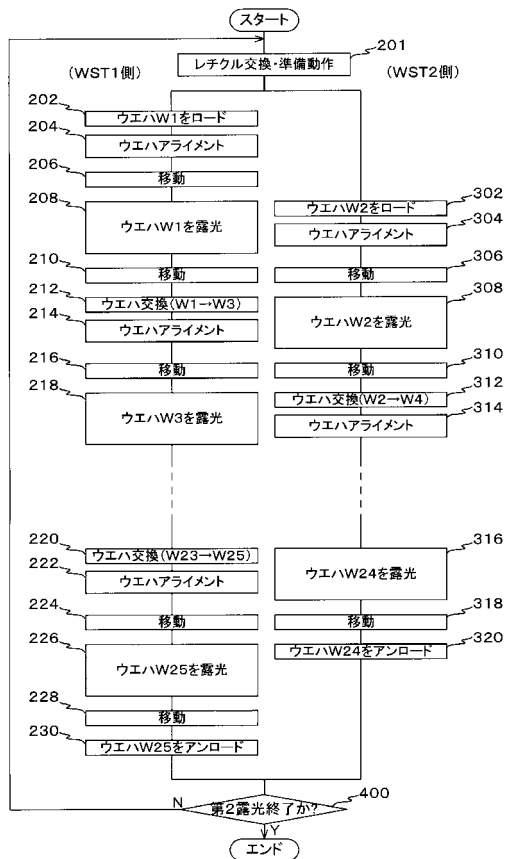 スタート
201
レチクル交換・準備動作
(WST1側)
(WST2側)
202
ウエハW1をロード
204
ウエハアライメント
206
移動
208
ウエハW1を露光
302
ウエハW2をロード
304
ウエハアライメント
210
移動
306
移動
212
ウエハ交換(W1→W3)
308
ウエハW2を露光
214
ウエハアライメント
216
移動
310
移動
218
ウエハW3を露光
312
ウエハ交換(W2→W4)
314
ウエハアライメント
220
ウエハ交換(W23→W25)
316
ウエハW24を露光
222
ウエハアライメント
224
移動
318
移動
226
ウエハW25を露光
320
ウエハW24をアンロード
228
移動
230
ウエハW25をアンロード
N
第2露光終了か?
400
Y
エンド